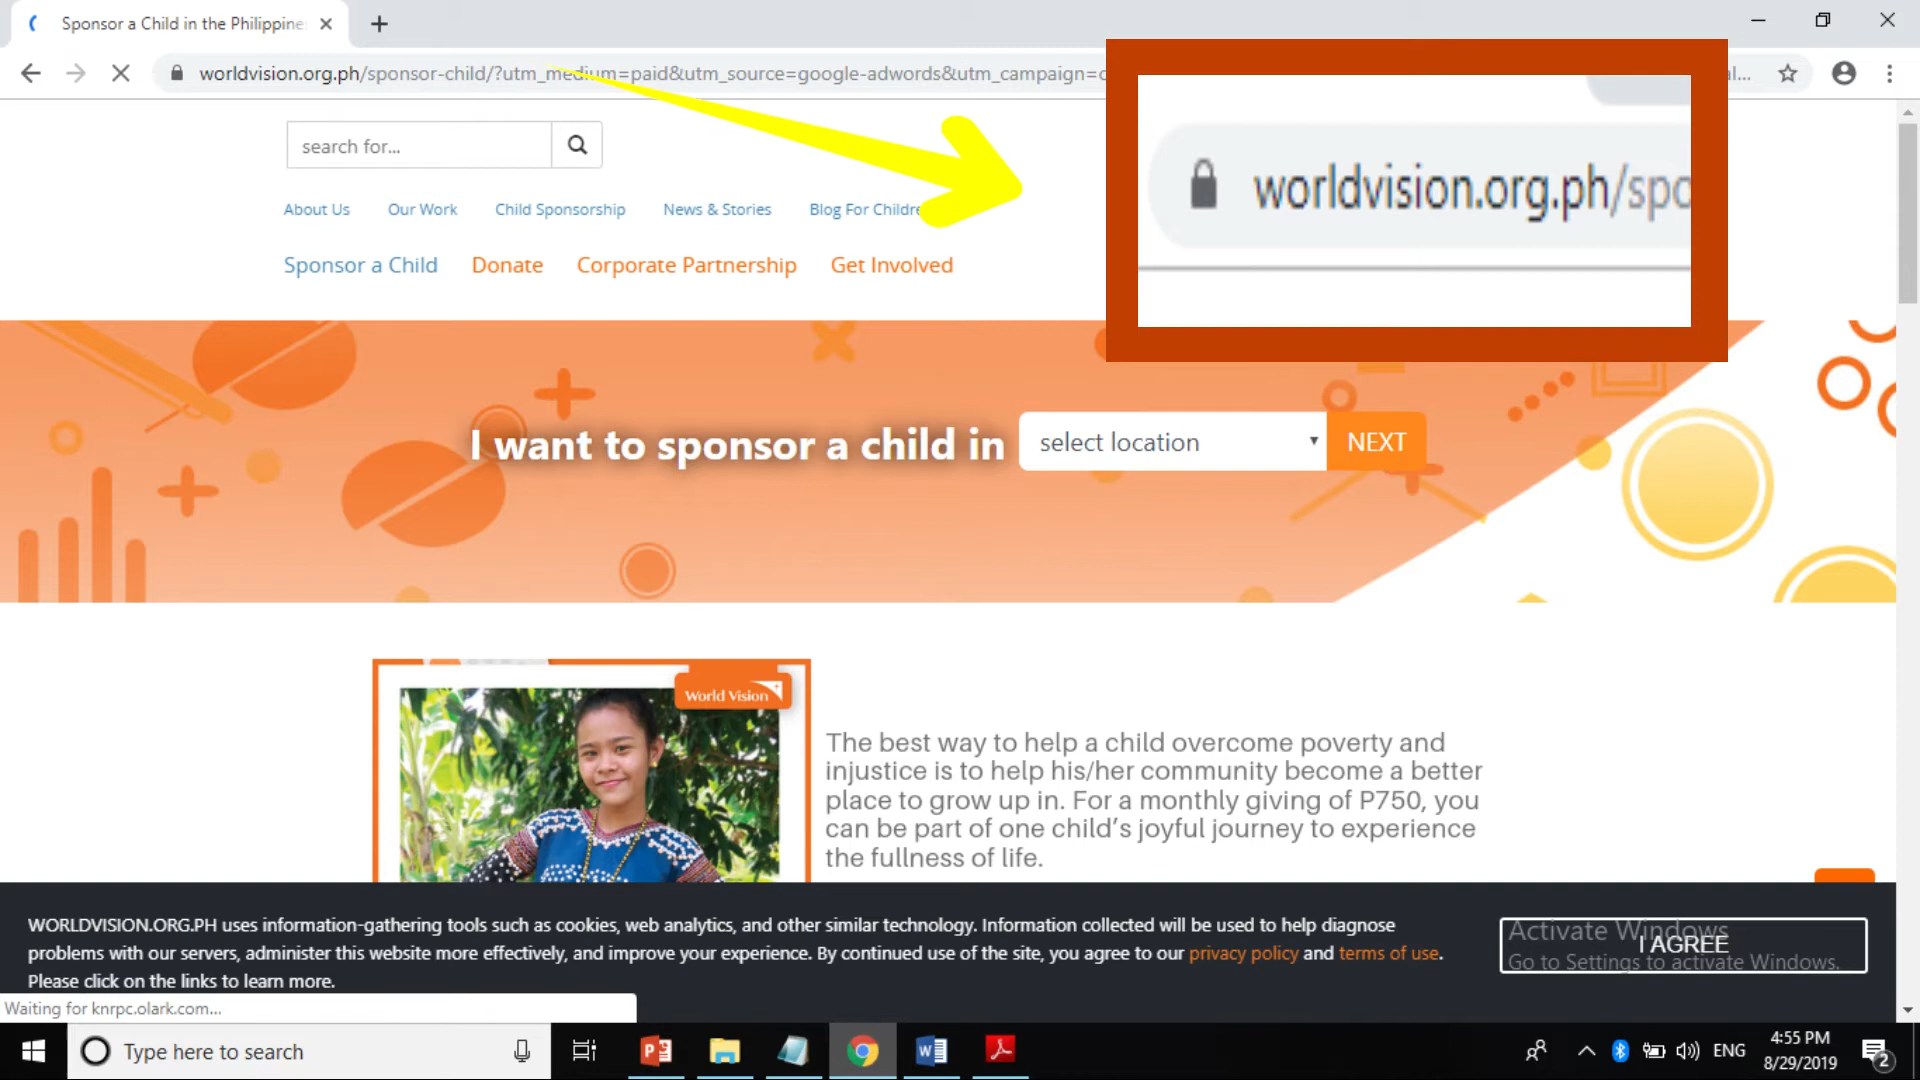 Sponsor a Child in the Philippine
worldvision.org.ph/sponsor-child/?utm_medium=paid&utm_source=google-adwords&utm_campaign=
worldvision.org.ph/spo
search for...
About Us Our Work Child Sponsorship News & Stories Blog For Childre
Sponsor a Child Donate Corporate Partnership Get Involved
I want to sponsor a child in select location NEXT
World Vision
The best way to help a child overcome poverty and
injustice is to help his/her community become a better
place to grow up in. For a monthly giving of P750, you
can be part of one child's joyful journey to experience
the fullness of life.
WORLDVISION.ORG.PH uses information-gathering tools such as cookies, web analytics, and other similar technology. Information collected will be used to help diagnose
problems with our servers, administer this website more effectively, and improve your experience. By continued use of the site, you agree to our privacy policy and terms of use.
Please click on the links to learn more.
I AGREE
Activate Windows
Go to Settings to activate Windows.
Waiting for knrpc.olark.com...
Type here to search
ENG
4:55 PM
8/29/2019
2